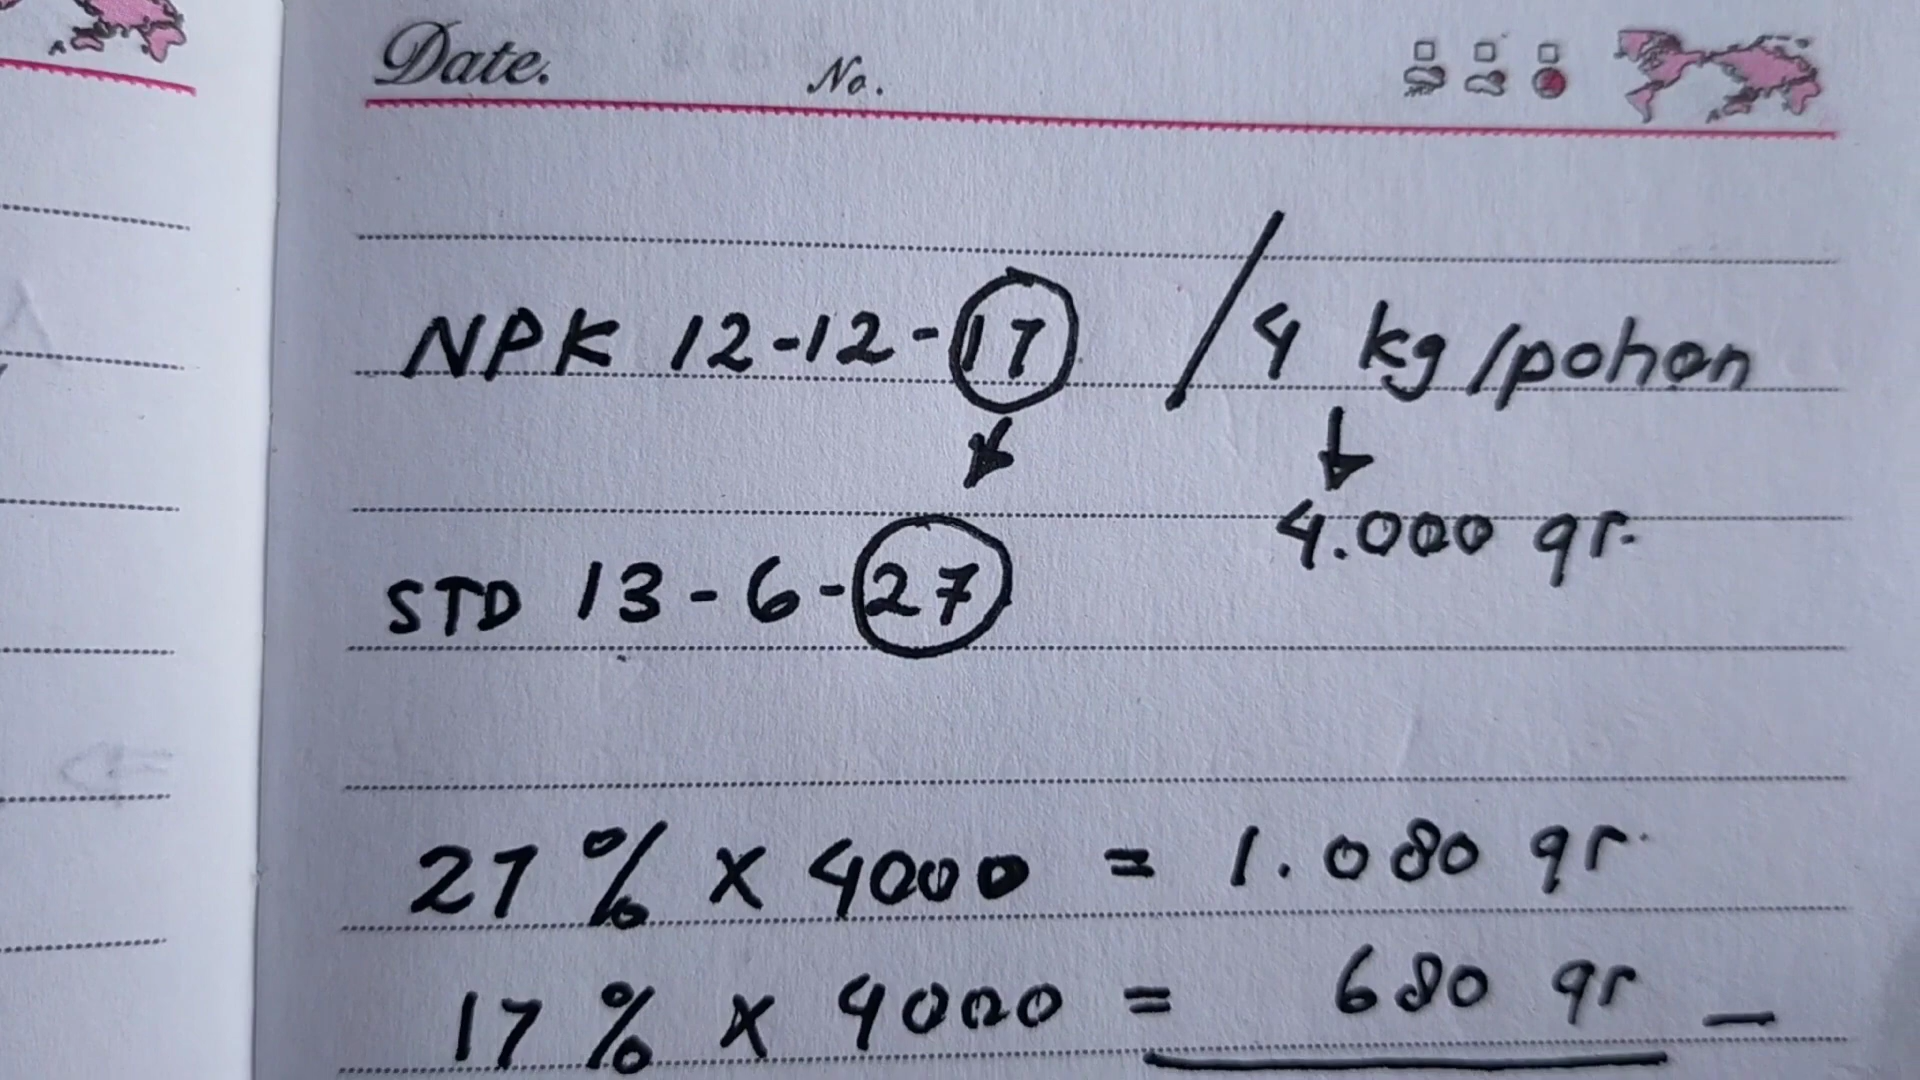 Date. No.
NPK 12-12-17 / 4 kg/pohon
4.000 gr.
STD 13-6-27
27% x 4000 = 1.080 gr.
17% x 4000 = 680 gr _